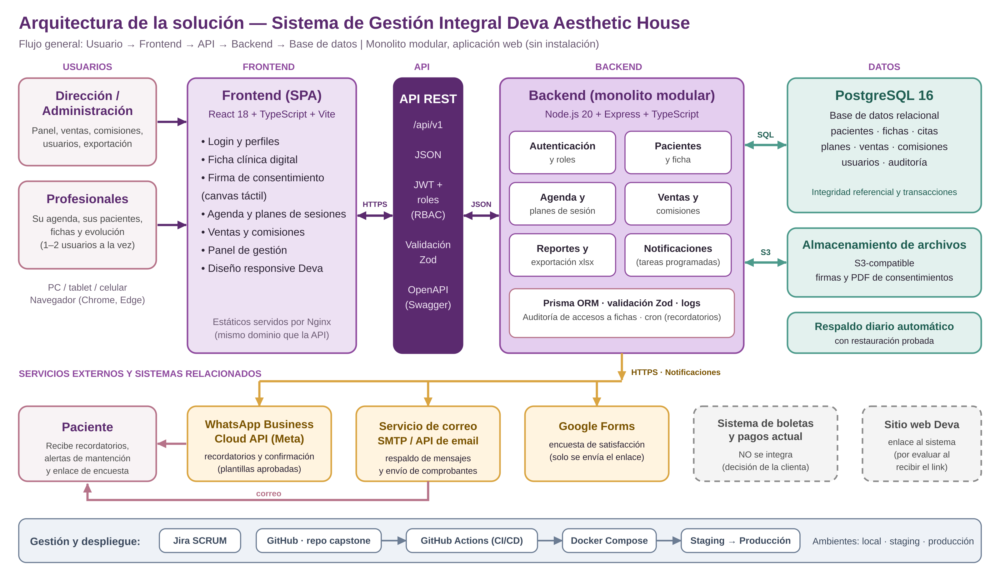 Arquitectura de la solución — Sistema de Gestión Integral Deva Aesthetic House
Flujo general: Usuario → Frontend → API → Backend → Base de datos | Monolito modular, aplicación web (sin instalación)
USUARIOS
Dirección /
Administración
Panel, ventas, comisiones,
usuarios, exportación
Profesionales
Su agenda, sus pacientes,
fichas y evolución
(1–2 usuarios a la vez)
PC / tablet / celular
Navegador (Chrome, Edge)
FRONTEND
Frontend (SPA)
React 18 + TypeScript + Vite
• Login y perfiles
• Ficha clínica digital
• Firma de consentimiento
(canvas táctil)
• Agenda y planes de sesiones
• Ventas y comisiones
• Panel de gestión
• Diseño responsive Deva
Estáticos servidos por Nginx
(mismo dominio que la API)
HTTPS
API
API REST
/api/v1
JSON
JWT +
roles
(RBAC)
Validación
Zod
OpenAPI
(Swagger)
JSON
BACKEND
Backend (monolito modular)
Node.js 20 + Express + TypeScript
Autenticación
y roles
Pacientes
y ficha
Agenda y
planes de sesión
Ventas y
comisiones
Reportes y
exportación xlsx
Notificaciones
(tareas programadas)
Prisma ORM · validación Zod · logs
Auditoría de accesos a fichas · cron (recordatorios)
SQL
S3
DATOS
PostgreSQL 16
Base de datos relacional
pacientes · fichas · citas
planes · ventas · comisiones
usuarios · auditoría
Integridad referencial y transacciones
Almacenamiento de archivos
S3-compatible
firmas y PDF de consentimientos
Respaldo diario automático
con restauración probada
SERVICIOS EXTERNOS Y SISTEMAS RELACIONADOS
HTTPS · Notificaciones
Paciente
Recibe recordatorios,
alertas de mantención
y enlace de encuesta
WhatsApp Business
Cloud API (Meta)
recordatorios y confirmación
(plantillas aprobadas)
Servicio de correo
SMTP / API de email
respaldo de mensajes
y envío de comprobantes
Google Forms
encuesta de satisfacción
(solo se envía el enlace)
Sistema de boletas
y pagos actual
NO se integra
(decisión de la clienta)
Sitio web Deva
enlace al sistema
(por evaluar al
recibir el link)
correo
Gestión y despliegue:
Jira SCRUM
GitHub · repo capstone
GitHub Actions (CI/CD)
Docker Compose
Staging → Producción
Ambientes: local · staging · producción